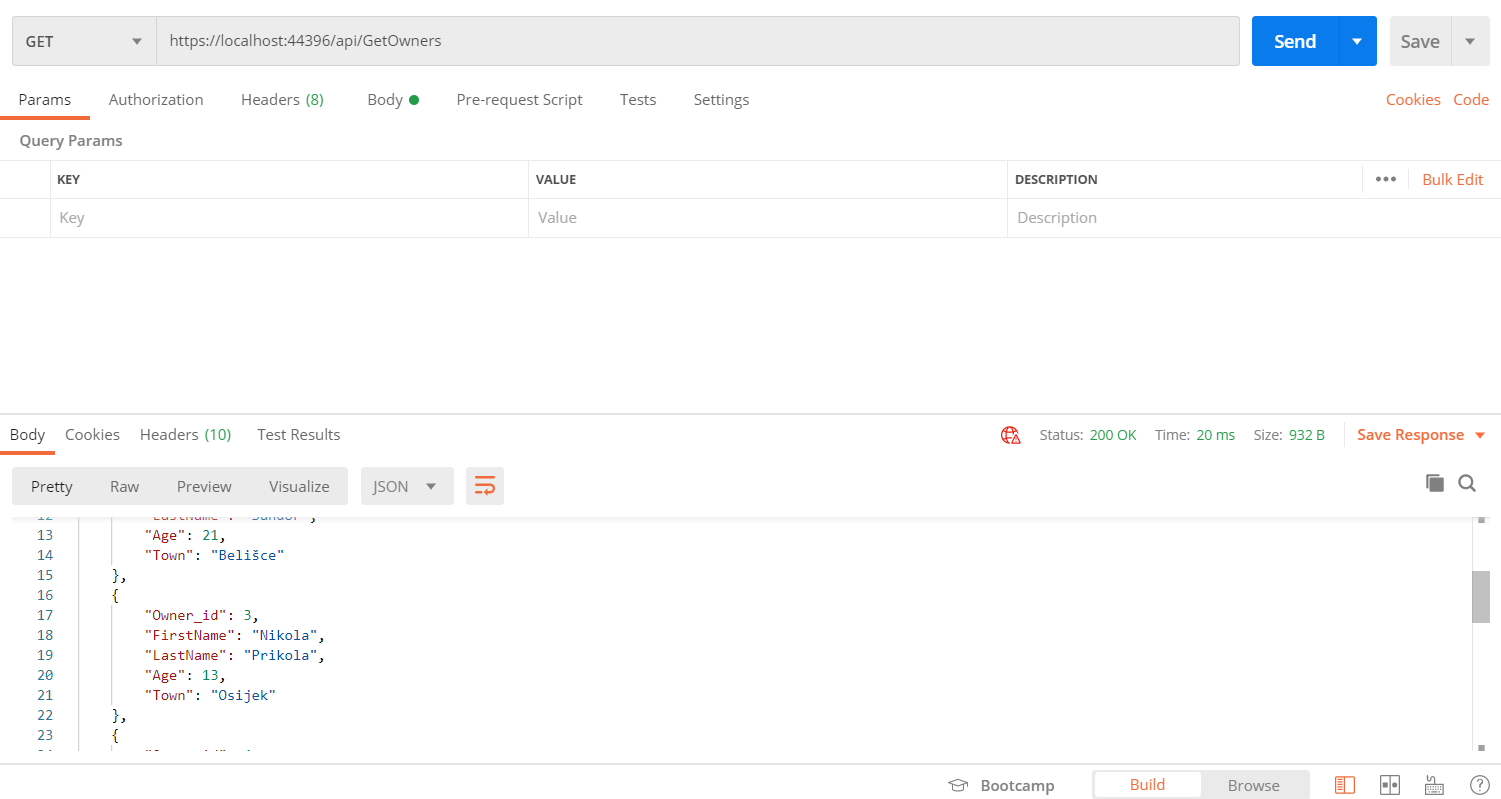 GET https://localhost:44396/api/GetOwners Send Save
Params Authorization Headers (8) Body Pre-request Script Tests Settings Cookies Code
Query Params
KEY VALUE DESCRIPTION ••• Bulk Edit
Key Value Description
Body Cookies Headers (10) Test Results Status: 200 OK Time: 20 ms Size: 932 B Save Response
Pretty Raw Preview Visualize JSON
12 "LastName": "Sandor",
13 "Age": 21,
14 "Town": "Belišce"
15 },
16 {
17 "Owner_id": 3,
18 "FirstName": "Nikola",
19 "LastName": "Prikola",
20 "Age": 13,
21 "Town": "Osijek"
22 },
23 {
Bootcamp Build Browse ?